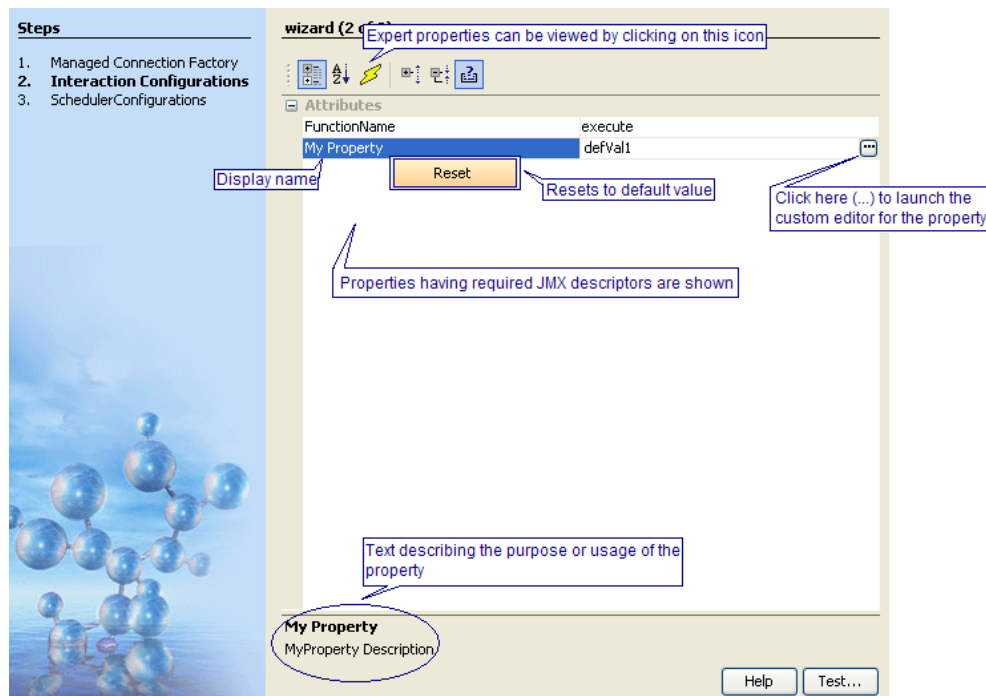 Steps
1. Managed Connection Factory
2. Interaction Configurations
3. SchedulerConfigurations
wizard (2 of
Expert properties can be viewed by clicking on this icon
Attributes
FunctionName execute
My Property defVal1
Reset
Display name
Resets to default value
Click here (...) to launch the
custom editor for the property
Properties having required JMX descriptors are shown
Text describing the purpose or usage of the
property
My Property
MyProperty Description
Help Test...